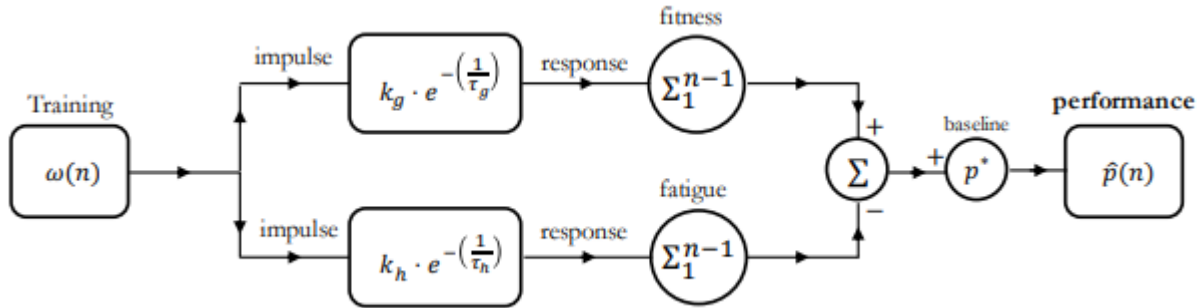 fitness
impulse
k_g · e^{-(1/τ_g)}
response
Σ_1^{n−1}
Training
ω(n)
+
Σ
−
+
baseline
p*
performance
p̂(n)
fatigue
impulse
k_h · e^{-(1/τ_h)}
response
Σ_1^{n−1}